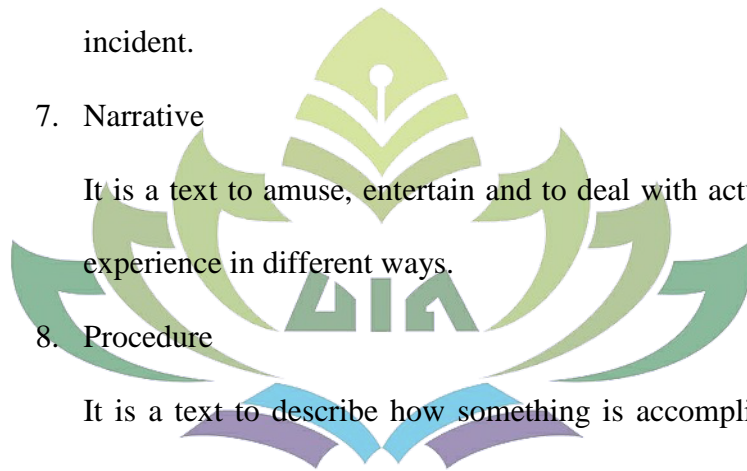 incident.
7. Narrative
It is a text to amuse, entertain and to deal with
experience in different ways.
UIN
8. Procedure
It is a text to describe how something is